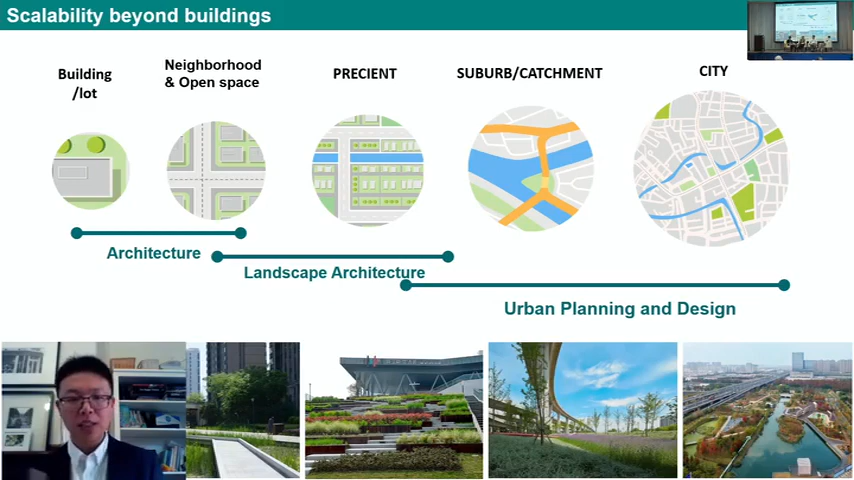 Scalability beyond buildings
Building
/lot
Neighborhood
& Open space
PRECIENT
SUBURB/CATCHMENT
CITY
Architecture
Landscape Architecture
Urban Planning and Design